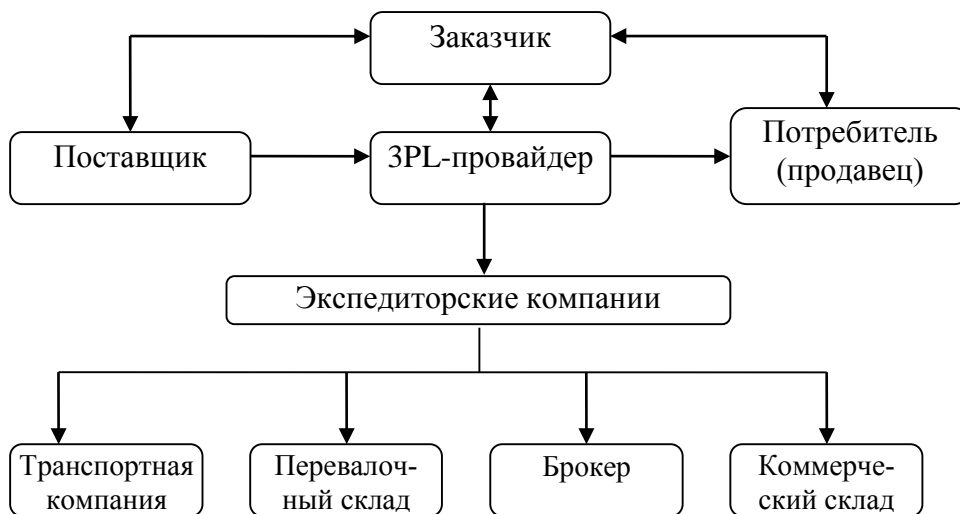 Заказчик
Поставщик
3PL-провайдер
Потребитель
(продавец)
Экспедиторские компании
Транспортная
компания
Перевалоч-
ный склад
Брокер
Коммерче-
ский склад